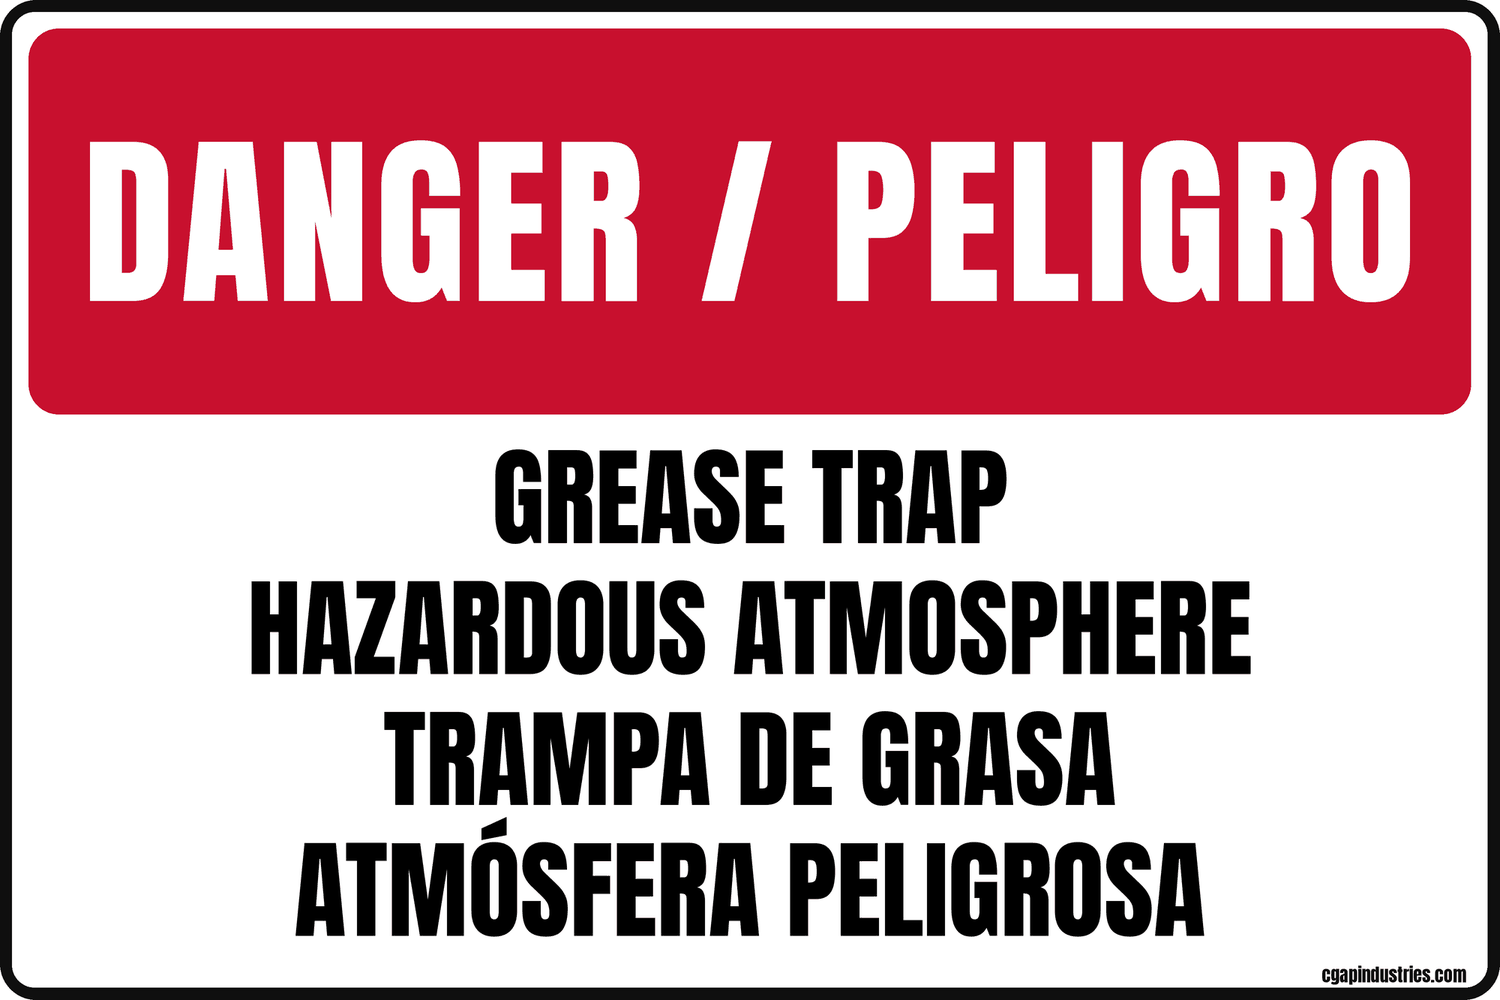 DANGER / PELIGRO
GREASE TRAP
HAZARDOUS ATMOSPHERE
TRAMPA DE GRASA
ATMÓSFERA PELIGROSA
cgapindustries.com